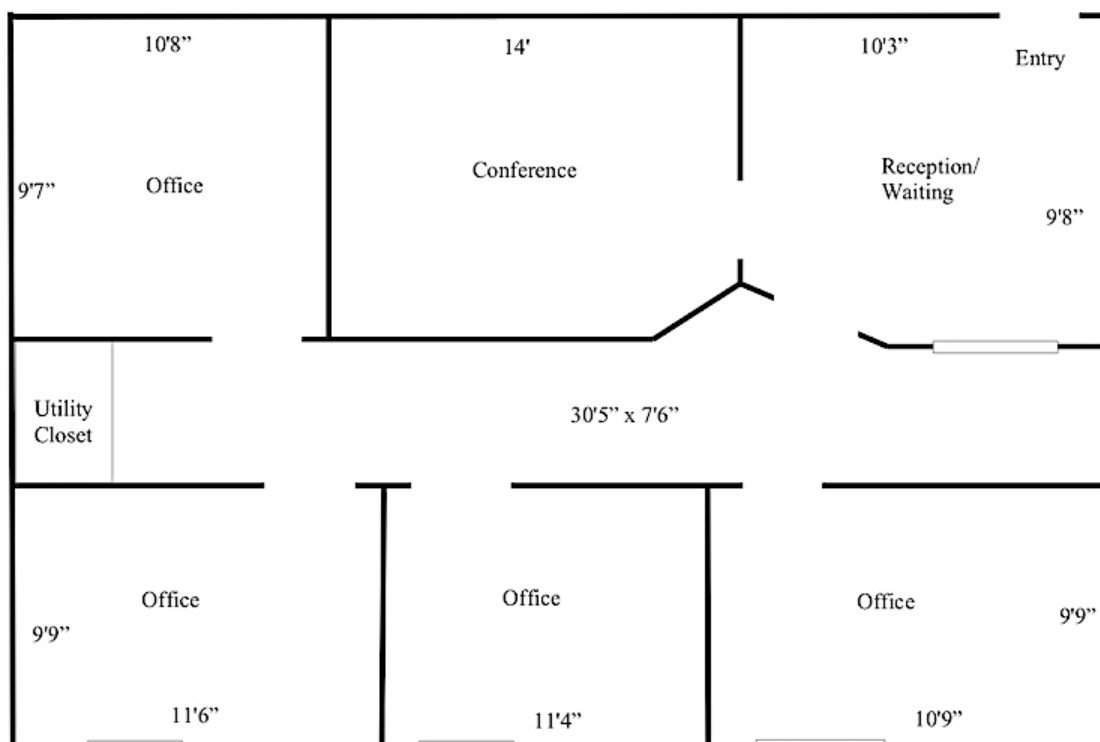 10'8”
14'
10'3”
Entry
9'7”
Office
Conference
Reception/
Waiting
9'8”
Utility
Closet
30'5” x 7'6”
Office
Office
Office
9'9”
9'9”
11'6”
11'4”
10'9”